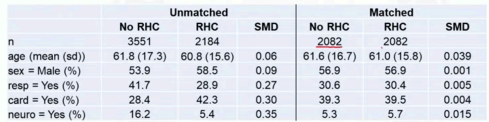 Unmatched Matched
No RHC RHC SMD No RHC RHC SMD
n 3551 2184 2082 2082
age (mean (sd)) 61.8 (17.3) 60.8 (15.6) 0.06 61.6 (16.7) 61.0 (15.8) 0.039
sex = Male (%) 53.9 58.5 0.09 56.9 56.9 0.001
resp = Yes (%) 41.7 28.9 0.27 30.6 30.4 0.005
card = Yes (%) 28.4 42.3 0.30 39.3 39.5 0.004
neuro = Yes (%) 16.2 5.4 0.35 5.3 5.7 0.015